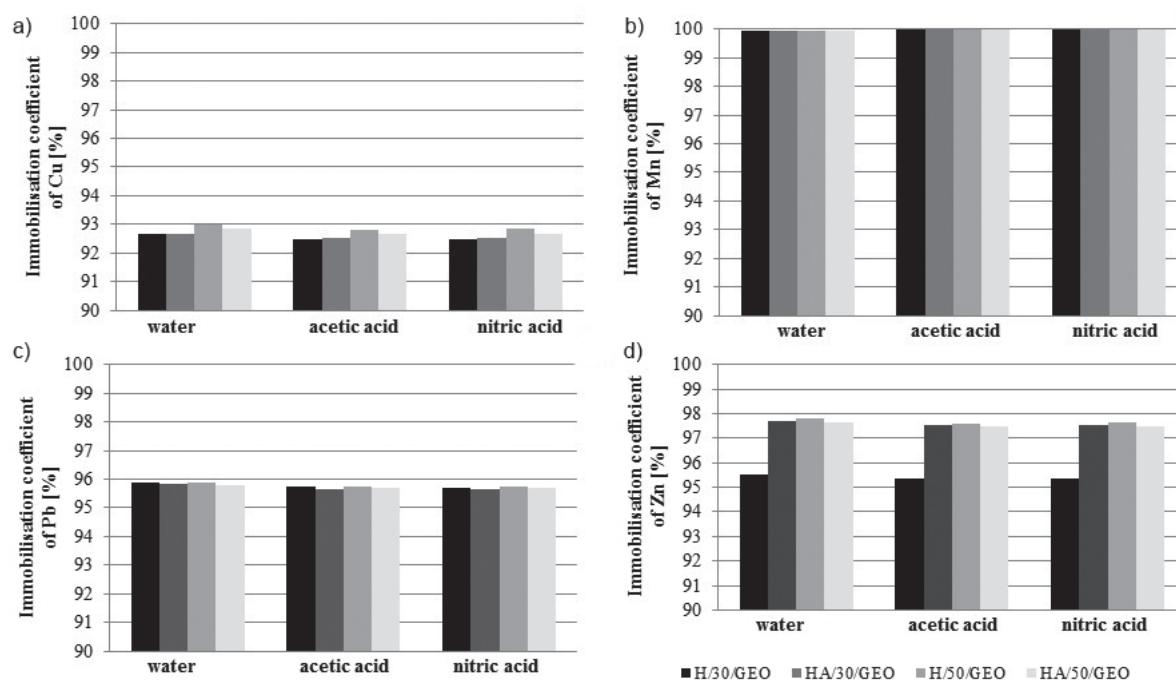 a)
Immobilisation coefficient
of Cu [%]
100
99
98
97
96
95
94
93
92
91
90
water acetic acid nitric acid
b)
Immobilisation coefficient
of Mn [%]
100
99
98
97
96
95
94
93
92
91
90
water acetic acid nitric acid
c)
Immobilisation coefficient
of Pb [%]
100
99
98
97
96
95
94
93
92
91
90
water acetic acid nitric acid
d)
Immobilisation coefficient
of Zn [%]
100
99
98
97
96
95
94
93
92
91
90
water acetic acid nitric acid
H/30/GEO HA/30/GEO H/50/GEO HA/50/GEO